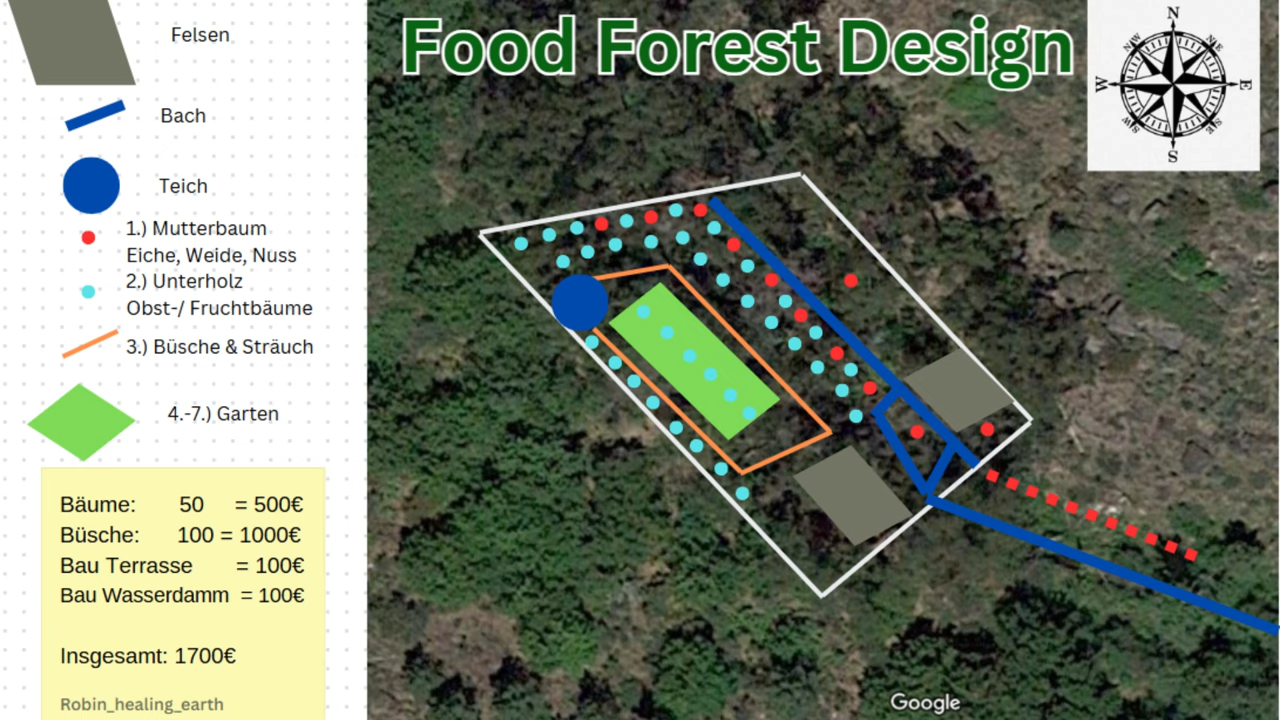 Food Forest Design
Felsen
Bach
Teich
1.) Mutterbaum
Eiche, Weide, Nuss
2.) Unterholz
Obst-/ Fruchtbäume
3.) Büsche & Sträuch
4.-7.) Garten
Bäume: 50 = 500€
Büsche: 100 = 1000€
Bau Terrasse = 100€
Bau Wasserdamm = 100€
Insgesamt: 1700€
Robin_healing_earth
N
NW NE
W E
SW SE
S
Google